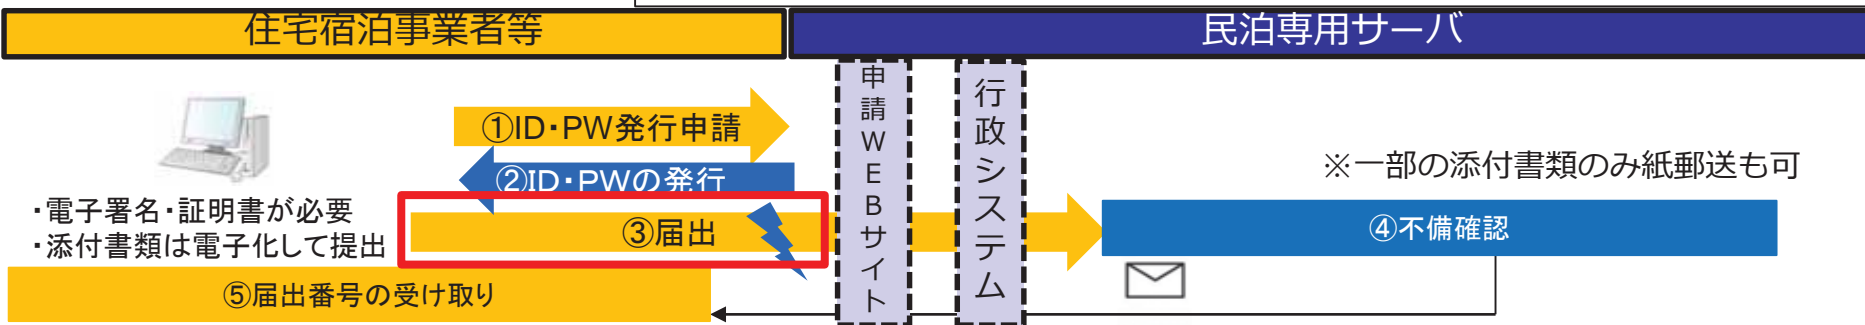 住宅宿泊事業者等
民泊専用サーバ
①ID・PW発行申請
②ID・PWの発行
・電子署名・証明書が必要
・添付書類は電子化して提出
③届出
申請WEBサイト
行政システム
※一部の添付書類のみ紙郵送も可
④不備確認
⑤届出番号の受け取り